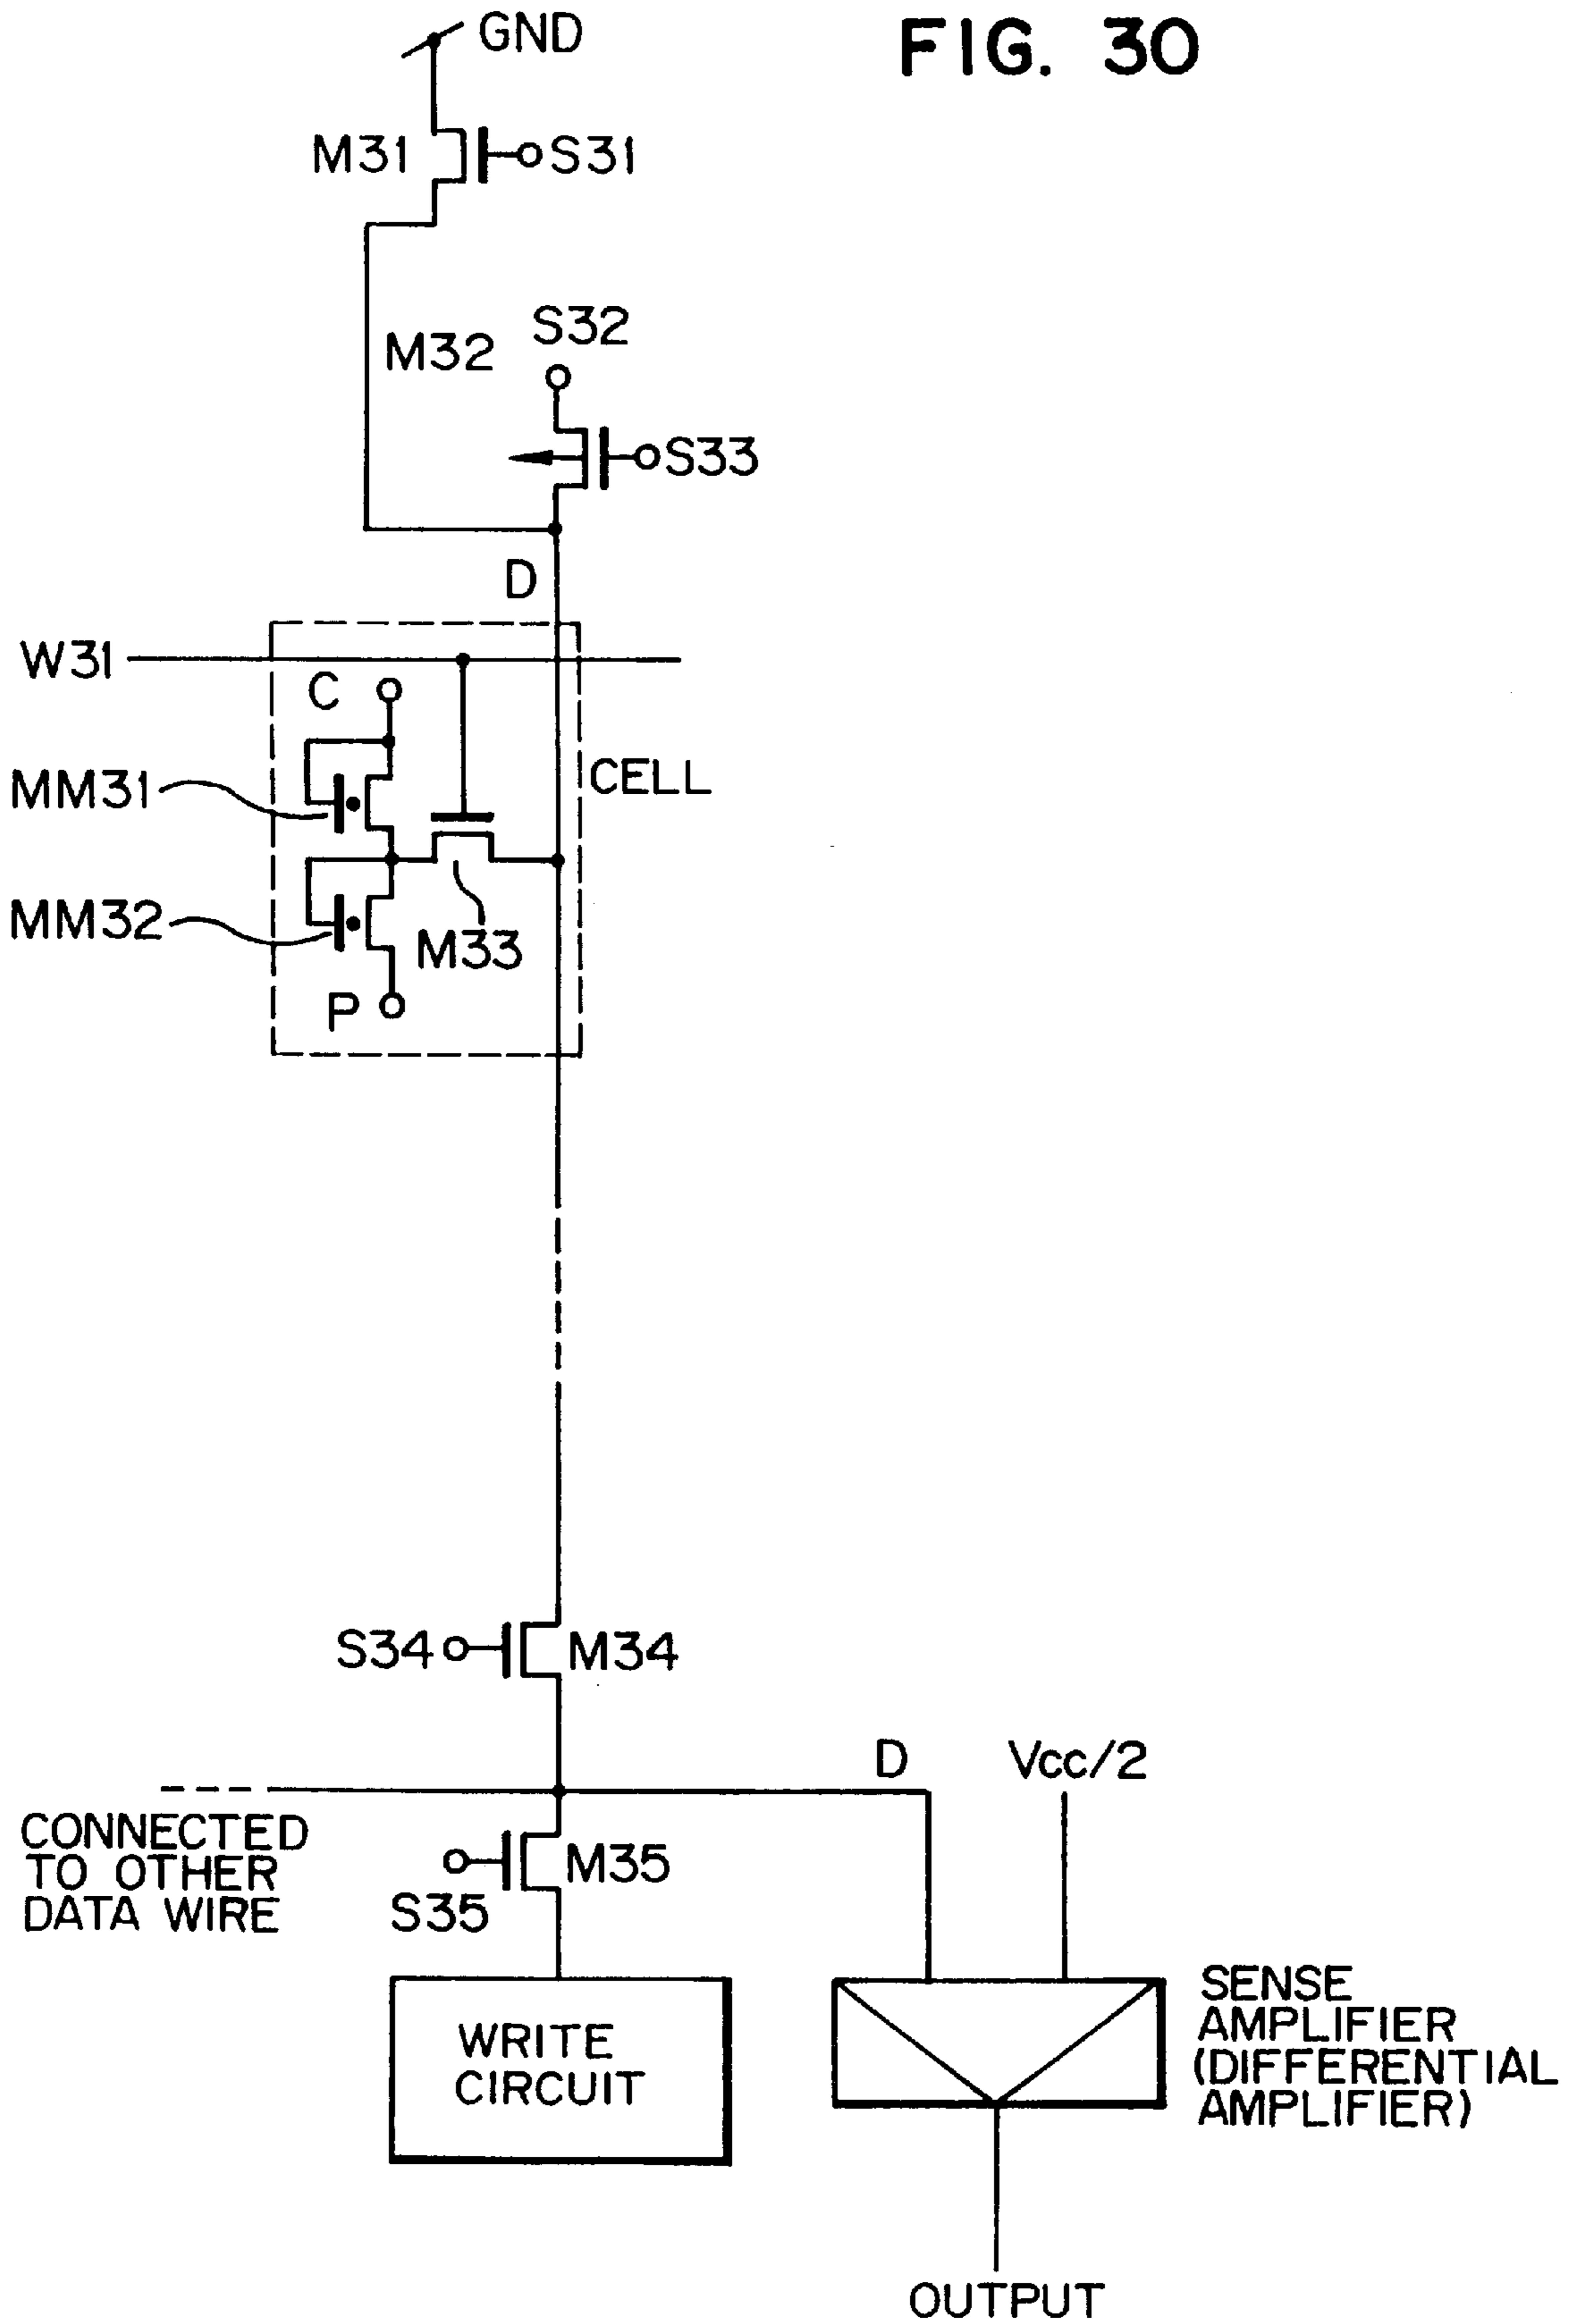 FIG. 30
GND
M31
S31
M32
S32
S33
D
W31
C
CELL
MM31
MM32
M33
P
S34
M34
D
Vcc/2
CONNECTED
TO OTHER
DATA WIRE
M35
S35
WRITE
CIRCUIT
SENSE
AMPLIFIER
(DIFFERENTIAL
AMPLIFIER)
OUTPUT